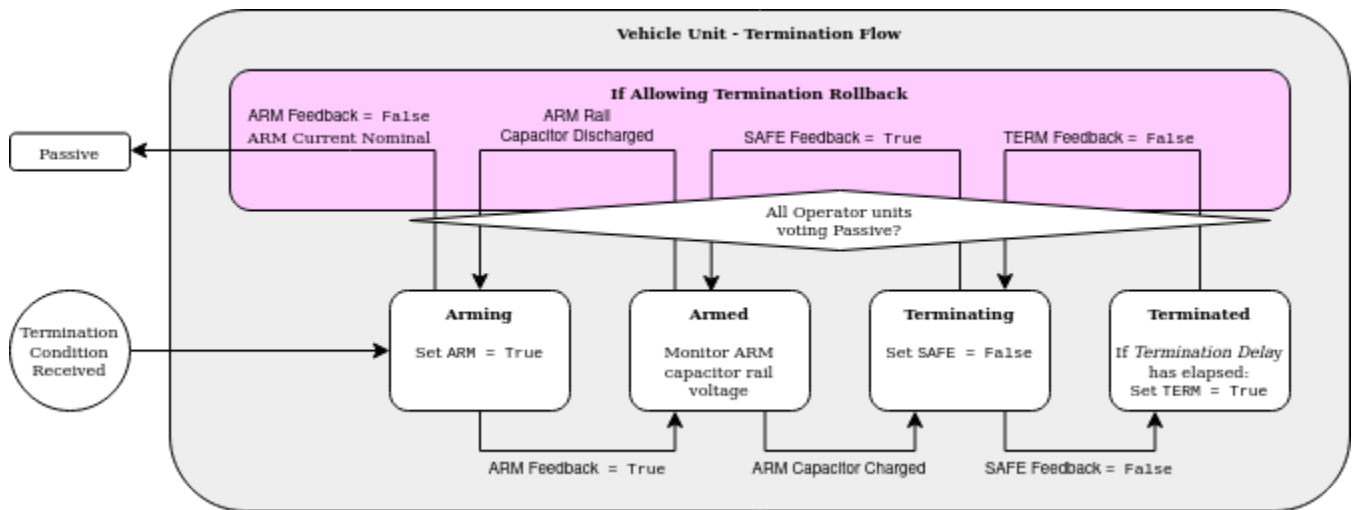 Vehicle Unit - Termination Flow
If Allowing Termination Rollback
ARM Feedback = False
ARM Current Nominal
ARM Rail
Capacitor Discharged
SAFE Feedback = True
TERM Feedback = False
Passive
All Operator units
voting Passive?
Termination
Condition
Received
Arming
Set ARM = True
Armed
Monitor ARM
capacitor rail
voltage
Terminating
Set SAFE = False
Terminated
If Termination Delay
has elapsed:
Set TERM = True
ARM Feedback = True
ARM Capacitor Charged
SAFE Feedback = False